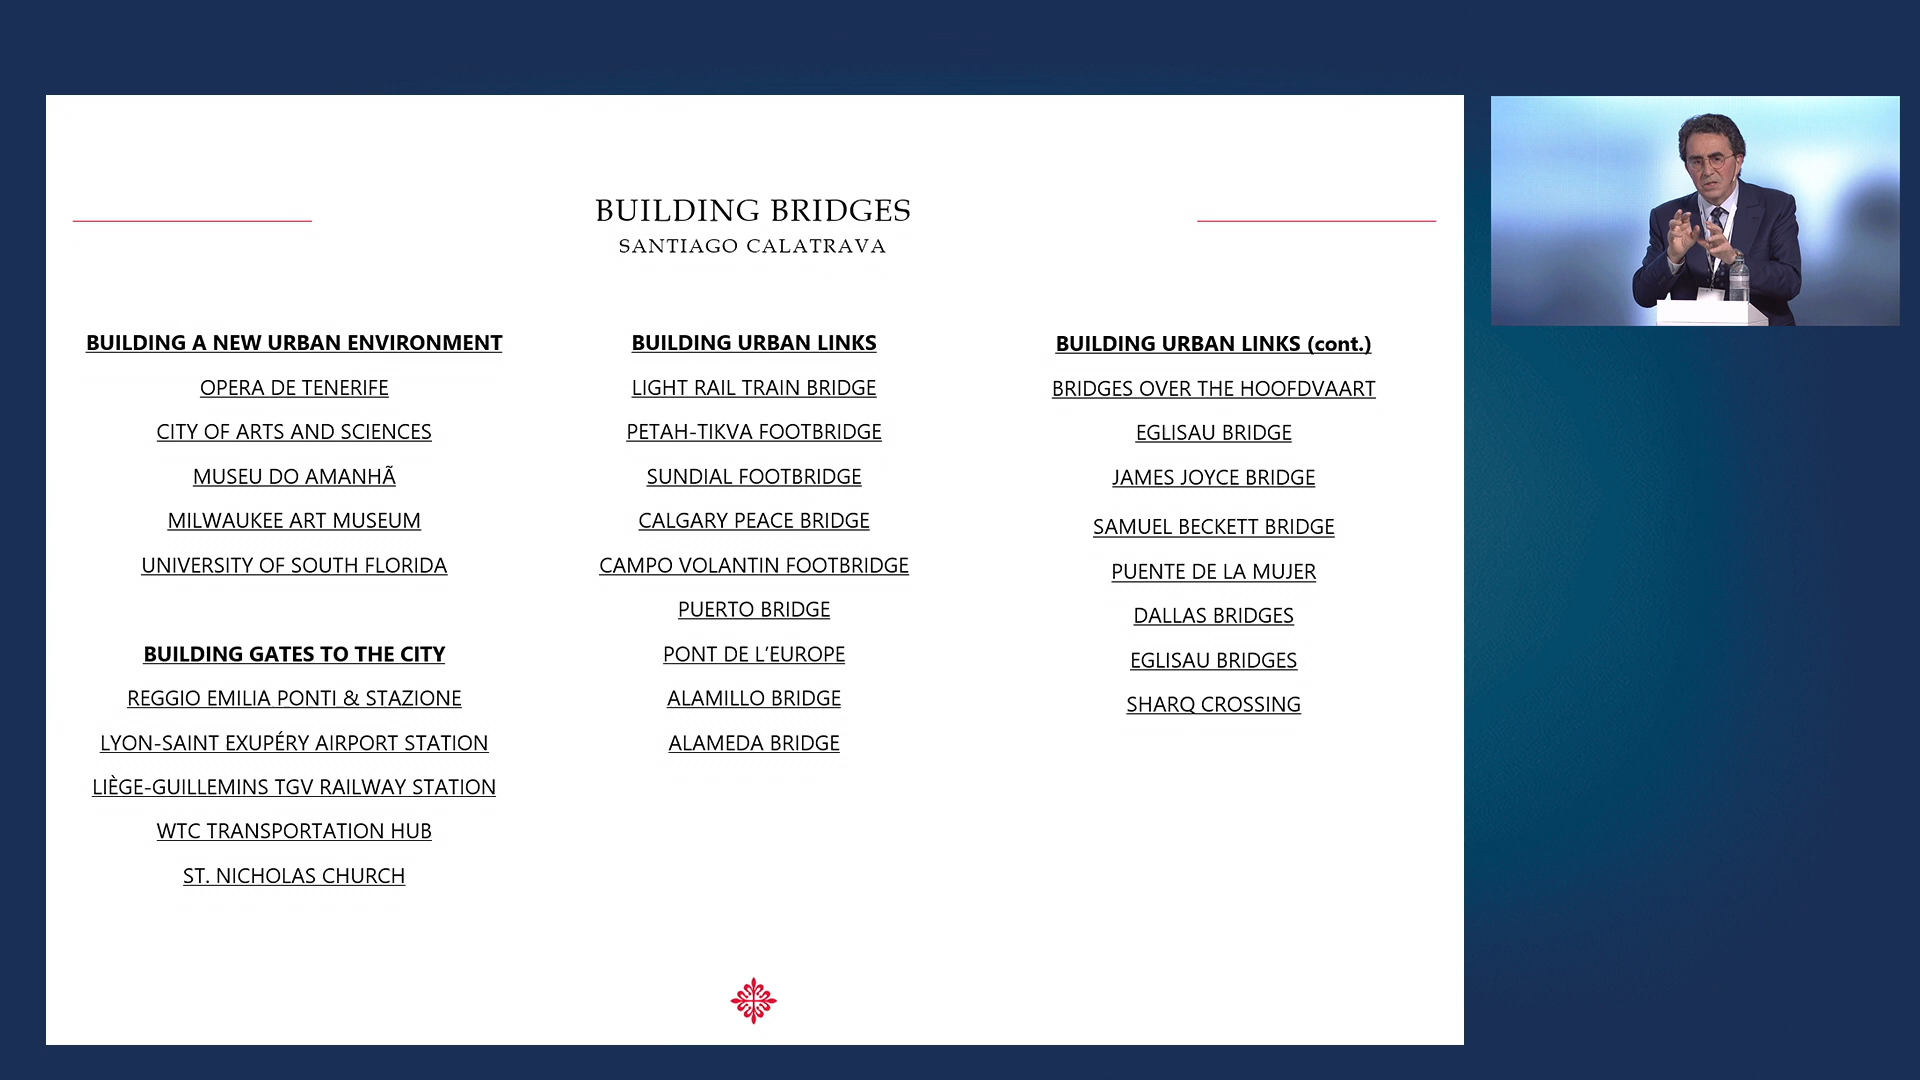 BUILDING BRIDGES
SANTIAGO CALATRAVA
BUILDING A NEW URBAN ENVIRONMENT
OPERA DE TENERIFE
CITY OF ARTS AND SCIENCES
MUSEU DO AMANHÃ
MILWAUKEE ART MUSEUM
UNIVERSITY OF SOUTH FLORIDA
BUILDING GATES TO THE CITY
REGGIO EMILIA PONTI & STAZIONE
LYON-SAINT EXUPÉRY AIRPORT STATION
LIÈGE-GUILLEMINS TGV RAILWAY STATION
WTC TRANSPORTATION HUB
ST. NICHOLAS CHURCH
BUILDING URBAN LINKS
LIGHT RAIL TRAIN BRIDGE
PETAH-TIKVA FOOTBRIDGE
SUNDIAL FOOTBRIDGE
CALGARY PEACE BRIDGE
CAMPO VOLANTIN FOOTBRIDGE
PUERTO BRIDGE
PONT DE L’EUROPE
ALAMILLO BRIDGE
ALAMEDA BRIDGE
BUILDING URBAN LINKS (cont.)
BRIDGES OVER THE HOOFDVAART
EGLISAU BRIDGE
JAMES JOYCE BRIDGE
SAMUEL BECKETT BRIDGE
PUENTE DE LA MUJER
DALLAS BRIDGES
EGLISAU BRIDGES
SHARQ CROSSING